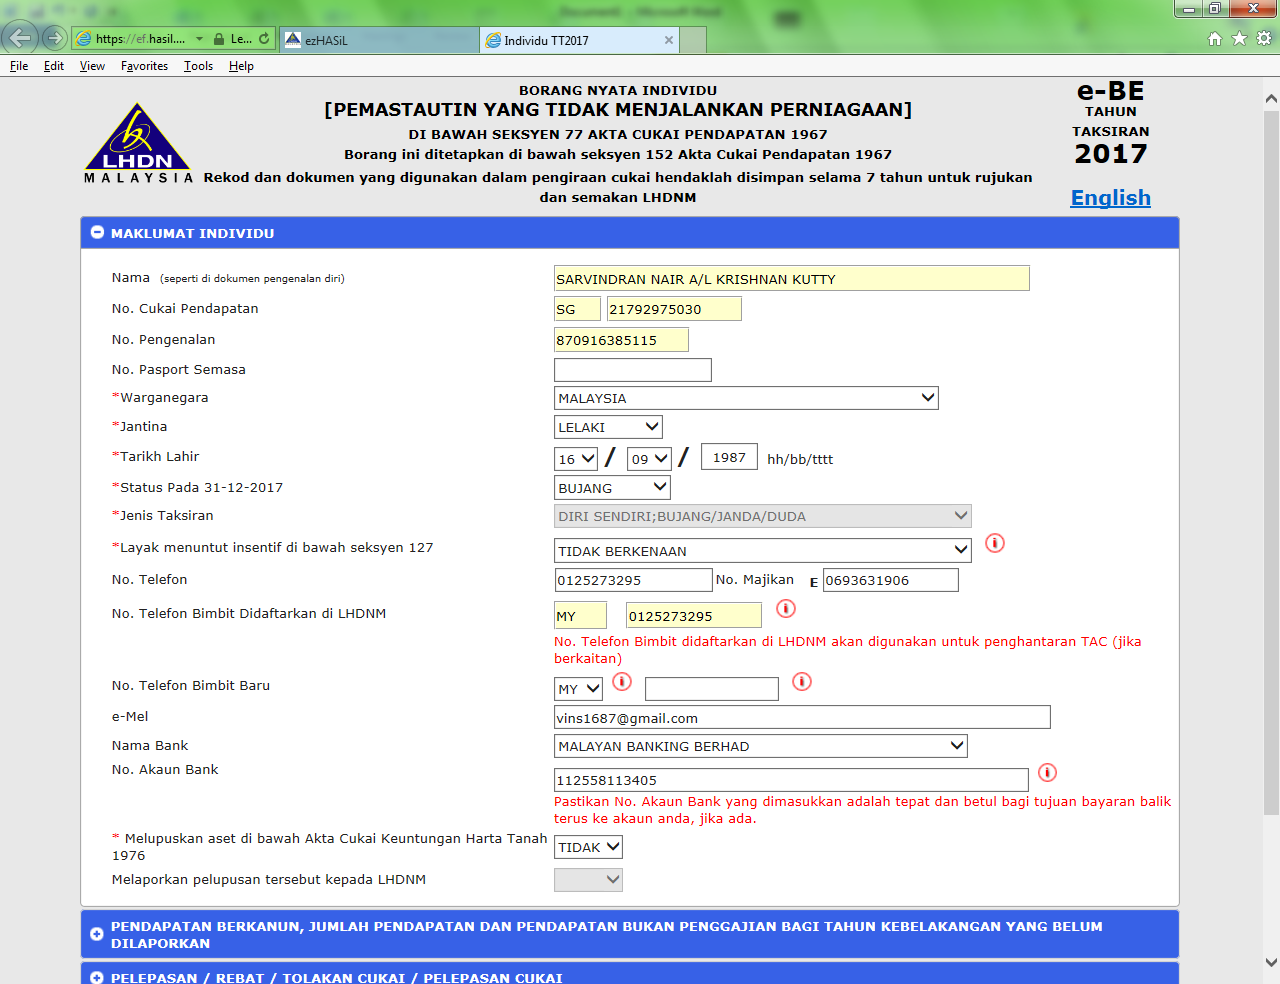 Document1 - Microsoft Word
https://ef.hasil.... Le... ezHASiL Individu TT2017
File Edit View Favorites Tools Help
BORANG NYATA INDIVIDU
[PEMASTAUTIN YANG TIDAK MENJALANKAN PERNIAGAAN]
DI BAWAH SEKSYEN 77 AKTA CUKAI PENDAPATAN 1967
Borang ini ditetapkan di bawah seksyen 152 Akta Cukai Pendapatan 1967
Rekod dan dokumen yang digunakan dalam pengiraan cukai hendaklah disimpan selama 7 tahun untuk rujukan
dan semakan LHDNM
LHDN
MALAYSIA
e-BE
TAHUN
TAKSIRAN
2017
English
MAKLUMAT INDIVIDU
Nama (seperti di dokumen pengenalan diri) SARVINDRAN NAIR A/L KRISHNAN KUTTY
No. Cukai Pendapatan SG 21792975030
No. Pengenalan 870916385115
No. Pasport Semasa
*Warganegara MALAYSIA
*Jantina LELAKI
*Tarikh Lahir 16 / 09 / 1987 hh/bb/tttt
*Status Pada 31-12-2017 BUJANG
*Jenis Taksiran DIRI SENDIRI;BUJANG/JANDA/DUDA
*Layak menuntut insentif di bawah seksyen 127 TIDAK BERKENAAN
No. Telefon 0125273295 No. Majikan E 0693631906
No. Telefon Bimbit Didaftarkan di LHDNM MY 0125273295
No. Telefon Bimbit didaftarkan di LHDNM akan digunakan untuk penghantaran TAC (jika
berkaitan)
No. Telefon Bimbit Baru MY
e-Mel vins1687@gmail.com
Nama Bank MALAYAN BANKING BERHAD
No. Akaun Bank 112558113405
Pastikan No. Akaun Bank yang dimasukkan adalah tepat dan betul bagi tujuan bayaran balik
terus ke akaun anda, jika ada.
* Melupuskan aset di bawah Akta Cukai Keuntungan Harta Tanah
1976 TIDAK
Melaporkan pelupusan tersebut kepada LHDNM
PENDAPATAN BERKANUN, JUMLAH PENDAPATAN DAN PENDAPATAN BUKAN PENGGAJIAN BAGI TAHUN KEBELAKANGAN YANG BELUM
DILAPORKAN
PELEPASAN / REBAT / TOLAKAN CUKAI / PELEPASAN CUKAI